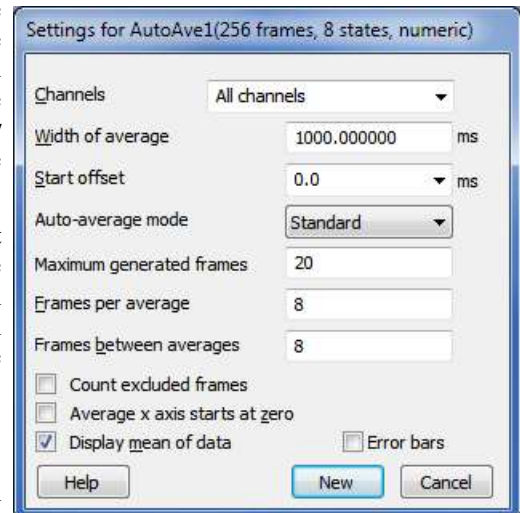 Settings for AutoAve1(256 frames, 8 states, numeric)
Channels All channels
Width of average 1000.000000 ms
Start offset 0.0 ms
Auto-average mode Standard
Maximum generated frames 20
Frames per average 8
Frames between averages 8
Count excluded frames
Average x axis starts at zero
Display mean of data Error bars
Help New Cancel